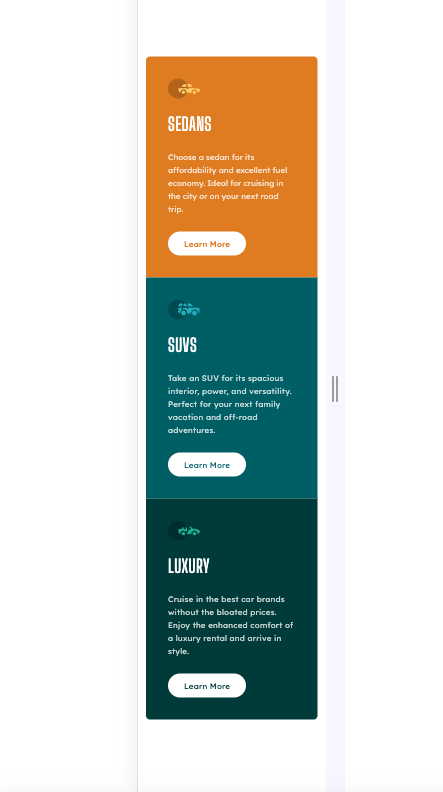 SEDANS
Choose a sedan for its
affordability and excellent fuel
economy. Ideal for cruising in
the city or on your next road
trip.
Learn More
SUVS
Take an SUV for its spacious
interior, power, and versatility.
Perfect for your next family
vacation and off-road
adventures.
Learn More
LUXURY
Cruise in the best car brands
without the bloated prices.
Enjoy the enhanced comfort of
a luxury rental and arrive in
style.
Learn More